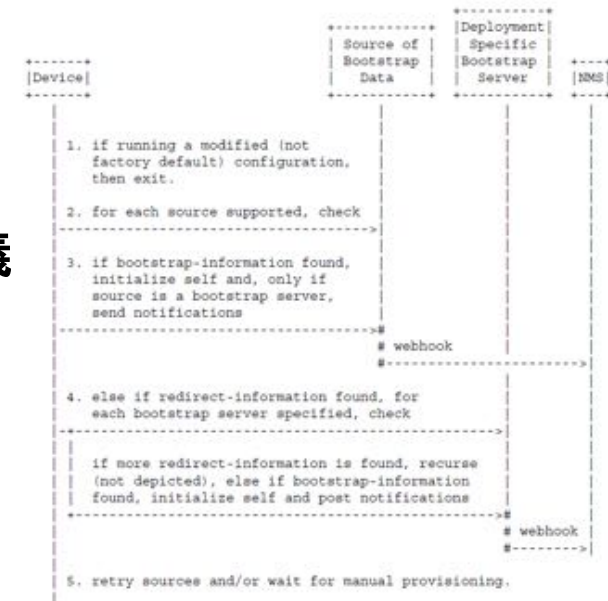 Device
Source of
Bootstrap
Data
Deployment
Specific
Bootstrap
Server
NMS
1. if running a modified (not
factory default) configuration,
then exit.
2. for each source supported, check
3. if bootstrap-information found,
initialize self and, only if
source is a bootstrap server,
send notifications
# webhook
4. else if redirect-information found, for
each bootstrap server specified, check
if more redirect-information is found, recurse
(not depicted), else if bootstrap-information
found, initialize self and post notifications
# webhook
5. retry sources and/or wait for manual provisioning.